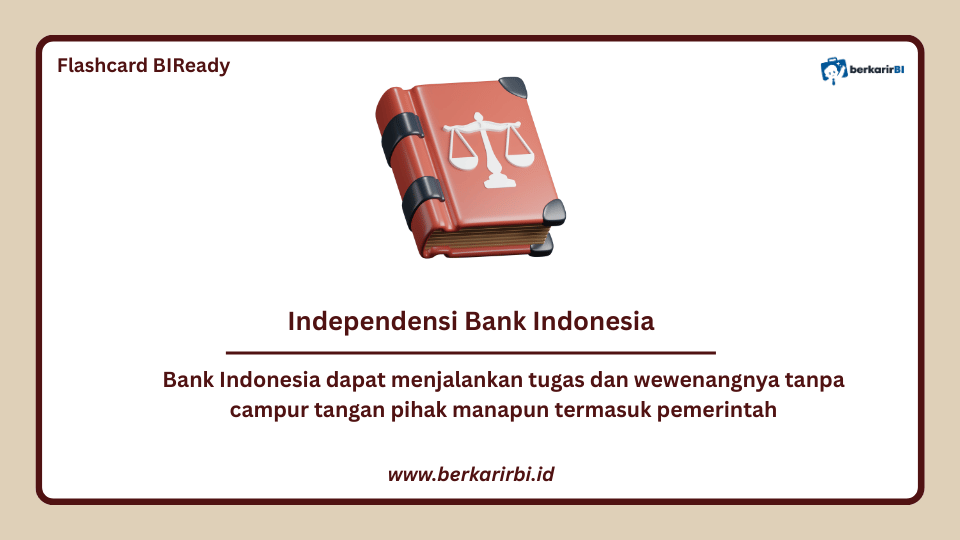 Flashcard BIReady
berkarirBI
Independensi Bank Indonesia
Bank Indonesia dapat menjalankan tugas dan wewenangnya tanpa
campur tangan pihak manapun termasuk pemerintah
www.berkarirbi.id